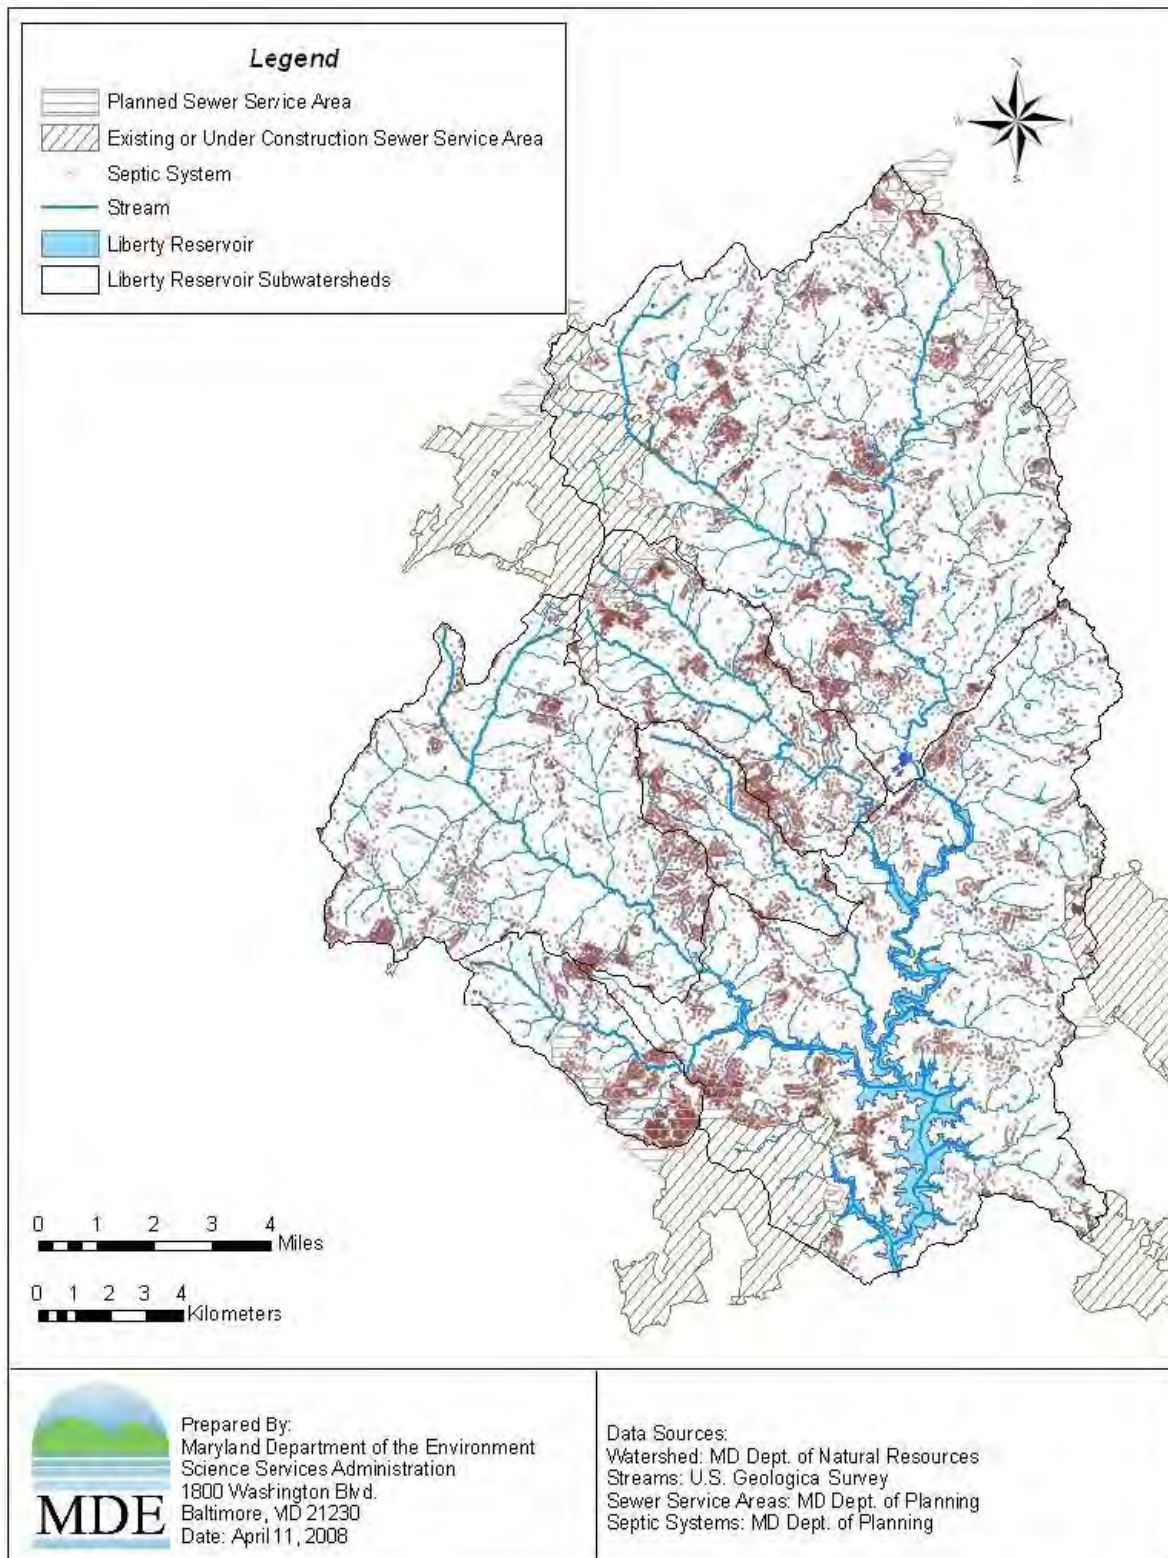 Legend
Planned Sewer Service Area
Existing or Under Construction Sewer Service Area
Septic System
Stream
Liberty Reservoir
Liberty Reservoir Subwatersheds
N
W
S
0 1 2 3 4
Miles
0 1 2 3 4
Kilometers
MDE
Prepared By:
Maryland Department of the Environment
Science Services Administration
1800 Washington Blvd.
Baltimore, MD 21230
Date: April 11, 2008
Data Sources:
Watershed: MD Dept. of Natural Resources
Streams: U.S. Geologica Survey
Sewer Service Areas: MD Dept. of Planning
Septic Systems: MD Dept. of Planning